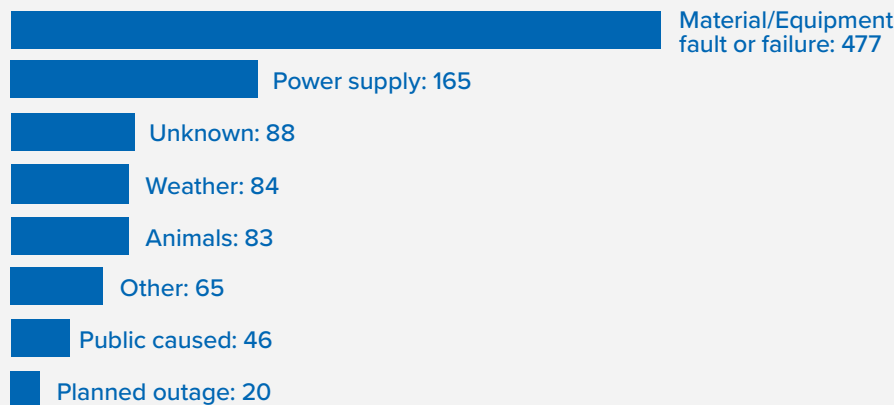 Material/Equipment
fault or failure: 477
Power supply: 165
Unknown: 88
Weather: 84
Animals: 83
Other: 65
Public caused: 46
Planned outage: 20